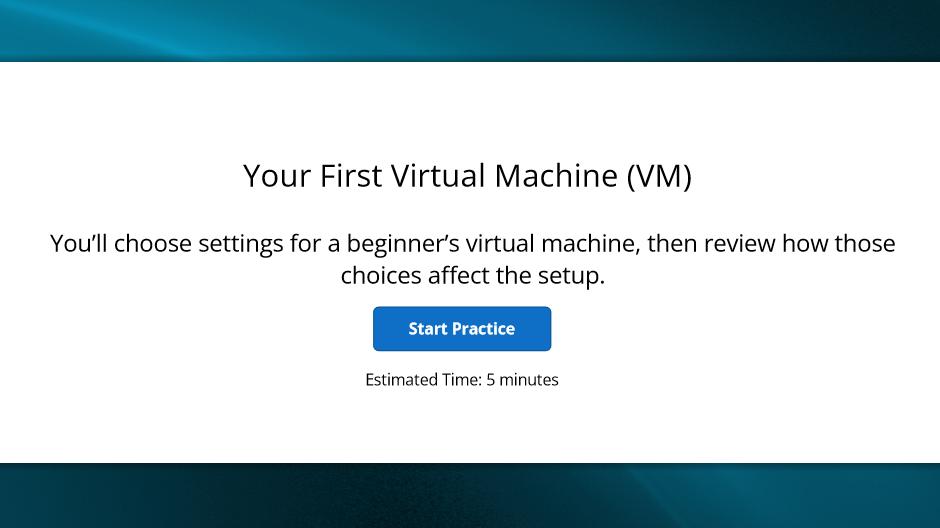 Your First Virtual Machine (VM)
You’ll choose settings for a beginner’s virtual machine, then review how those
choices affect the setup.
Start Practice
Estimated Time: 5 minutes